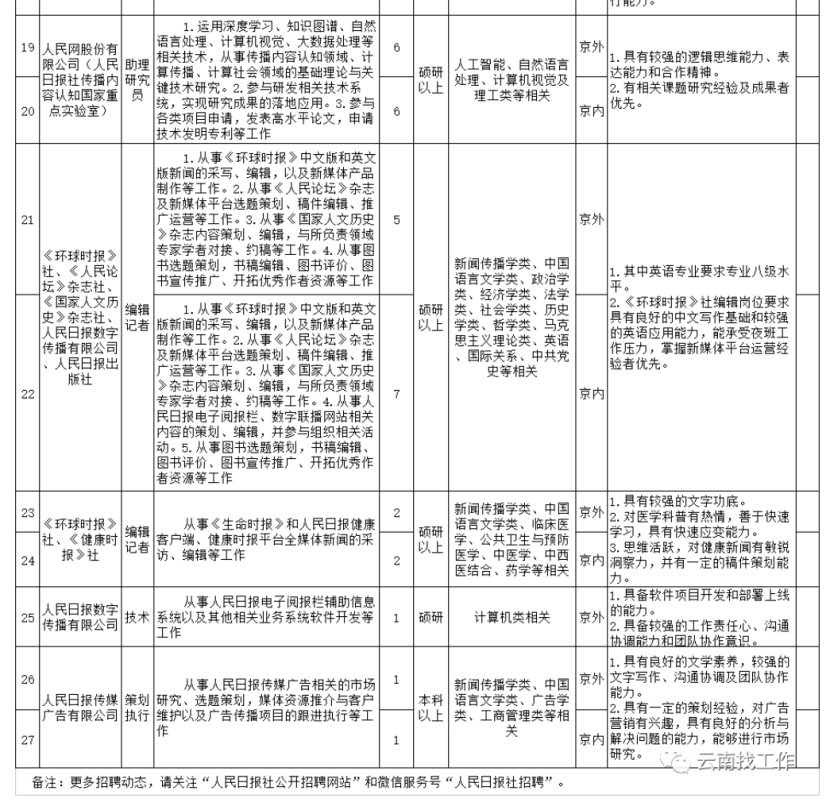 行能力。
19
人民网股份有
限公司（人民
日报社传播内
容认知国家重
点实验室）
助理
研究
员
1.运用深度学习、知识图谱、自然
语言处理、计算机视觉、大数据处理等
相关技术，从事传播内容认知领域、计
算传播、计算社会领域的基础理论与关
键技术研究。2.参与研发相关技术系
统，实现研究成果的落地应用。3.参与
各类项目申请，发表高水平论文，申请
技术发明专利等工作
6
硕研
以上
人工智能、自然语言
处理、计算机视觉及
理工类等相关
京外
1.具有较强的逻辑思维能力、表
达能力和合作精神。
2.有相关课题研究经验及成果者
优先。
20
6
京内
21
《环球时报》
社、《人民论
坛》杂志社、
《国家人文历
史》杂志社、
人民日报数字
传播有限公司
、人民日报出
版社
编辑
记者
1.从事《环球时报》中文版和英文
版新闻的采写、编辑，以及新媒体产品
制作等工作。2.从事《人民论坛》杂志
及新媒体平台选题策划、稿件编辑、推
广运营等工作。3.从事《国家人文历史
》杂志内容策划、编辑，与所负责领域
专家学者对接、约稿等工作。4.从事图
书选题策划，书稿编辑、图书评价、图
书宣传推广、开拓优秀作者资源等工作
5
硕研
以上
新闻传播学类、中国
语言文学类、政治学
类、经济学类、法学
类、社会学类、历史
学类、哲学类、马克
思主义理论类、英语
、国际关系、中共党
史等相关
京外
1.其中英语专业要求专业八级水
平。
2.《环球时报》社编辑岗位要求
具有良好的中文写作基础和较强
的英语应用能力，能承受夜班工
作压力，掌握新媒体平台运营经
验者优先。
22
1.从事《环球时报》中文版和英文
版新闻的采写、编辑，以及新媒体产品
制作等工作。2.从事《人民论坛》杂志
及新媒体平台选题策划、稿件编辑、推
广运营等工作。3.从事《国家人文历史
》杂志内容策划、编辑，与所负责领域
专家学者对接、约稿等工作。4.从事人
民日报电子阅报栏、数字联播网站相关
内容的策划、编辑，并参与组织相关活
动。5.从事图书选题策划，书稿编辑、
图书评价、图书宣传推广、开拓优秀作
者资源等工作
7
京内
23
《环球时报》
社、《健康时
报》社
编辑
记者
从事《生命时报》和人民日报健康
客户端、健康时报平台全媒体新闻的采
访、编辑等工作
2
硕研
以上
新闻传播学类、中国
语言文学类、临床医
学、公共卫生与预防
医学、中医学、中西
医结合、药学等相关
京外
1.具有较强的文字功底。
2.对医学科普有热情，善于快速
学习，具有快速应变能力。
3.思维活跃，对健康新闻有敏锐
洞察力，并有一定的稿件策划能
力。
24
2
京内
25
人民日报数字
传播有限公司
技术
从事人民日报电子阅报栏辅助信息
系统以及其他相关业务系统软件开发等
工作
1
硕研
计算机类相关
京外
1.具备软件项目开发和部署上线
的能力。
2.具备较强的工作责任心、沟通
协调能力和团队协作意识。
26
人民日报传媒
广告有限公司
策划
执行
从事人民日报传媒广告相关的市场
研究、选题策划，媒体资源推介与客户
维护以及广告传播项目的跟进执行等工
作
1
本科
以上
新闻传播学类、中国
语言文学类、广告学
类、工商管理类等相
关
京外
1.具有良好的文学素养，较强的
文字写作、沟通协调及团队协作
能力。
2.具有一定的策划经验，对广告
营销有兴趣，具有良好的分析与
解决问题的能力，能够进行市场
研究。
27
1
京内
云南找工作
备注：更多招聘动态，请关注“人民日报社公开招聘网站”和微信服务号“人民日报社招聘”。